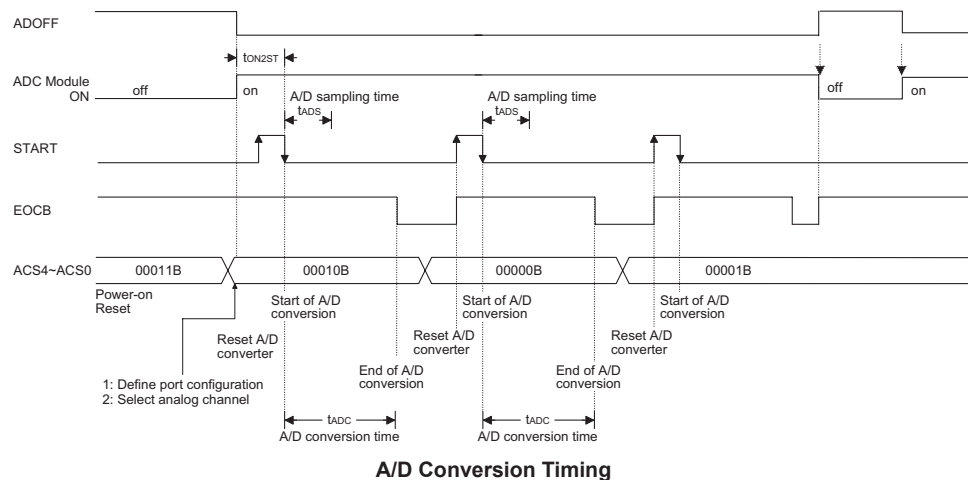 ADOFF
tON2ST
ADC Module
ON
off
on
off
on
A/D sampling time
tADS
A/D sampling time
tADS
START
EOCB
ACS4~ACS0
00011B
00010B
00000B
00001B
Power-on
Reset
Start of A/D
conversion
Start of A/D
conversion
Start of A/D
conversion
Reset A/D
converter
Reset A/D
converter
Reset A/D
converter
End of A/D
conversion
End of A/D
conversion
1: Define port configuration
2: Select analog channel
tADC
A/D conversion time
tADC
A/D conversion time
A/D Conversion Timing